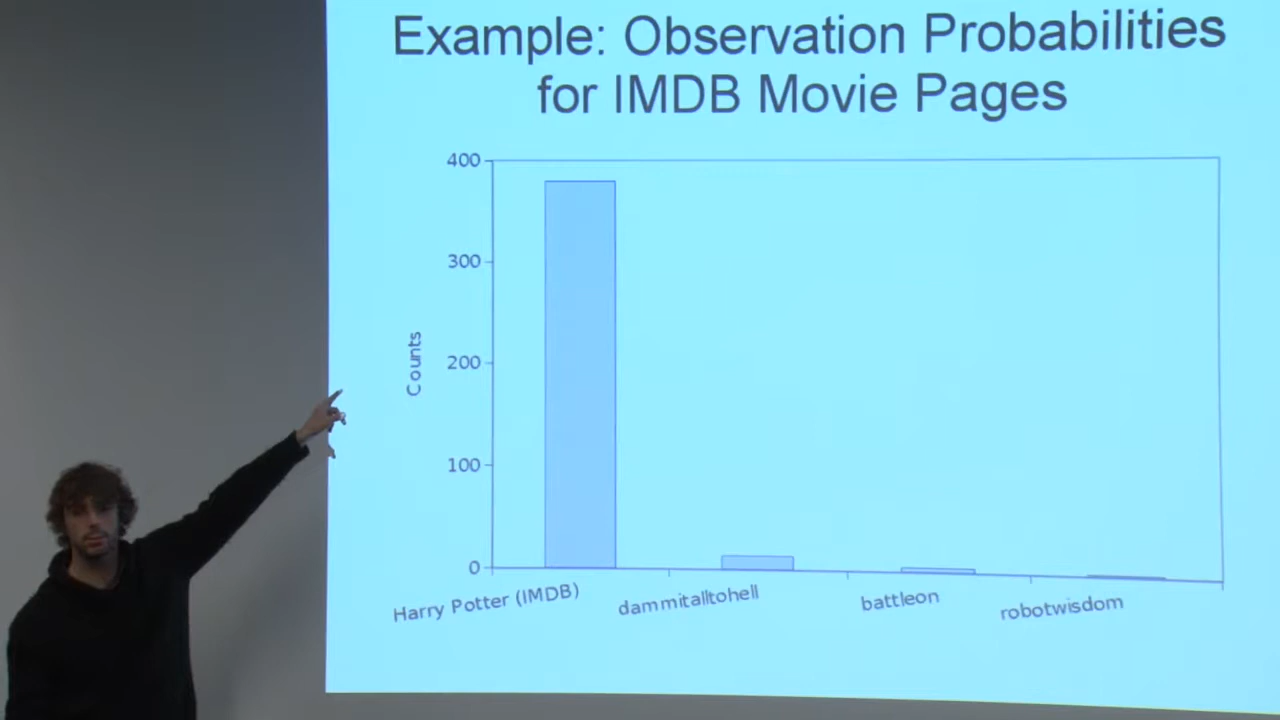 Example: Observation Probabilities
for IMDB Movie Pages
400
300
200
100
0
Counts
Harry Potter (IMDB)
dammitalltohell
battleon
robotwisdom